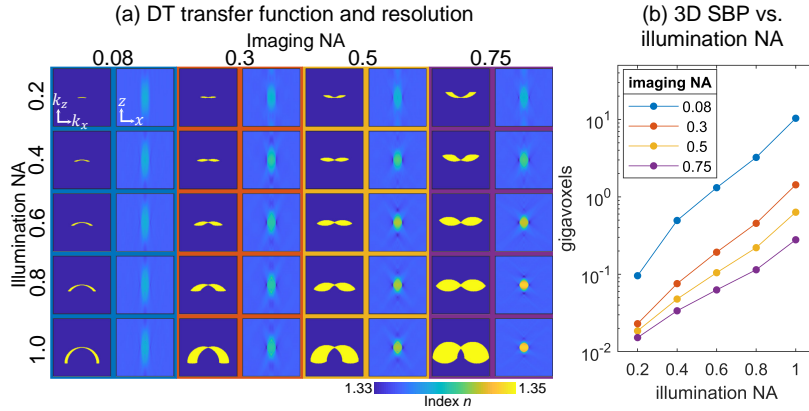 (a) DT transfer function and resolution
Imaging NA
0.08 0.3 0.5 0.75
Illumination NA
0.2
0.4
0.6
0.8
1.0
k_z
k_x
z
x
1.33 1.35
Index n
(b) 3D SBP vs.
illumination NA
imaging NA
0.08
0.3
0.5
0.75
gigavoxels
10^1
10^0
10^-1
10^-2
0.2 0.4 0.6 0.8 1
illumination NA